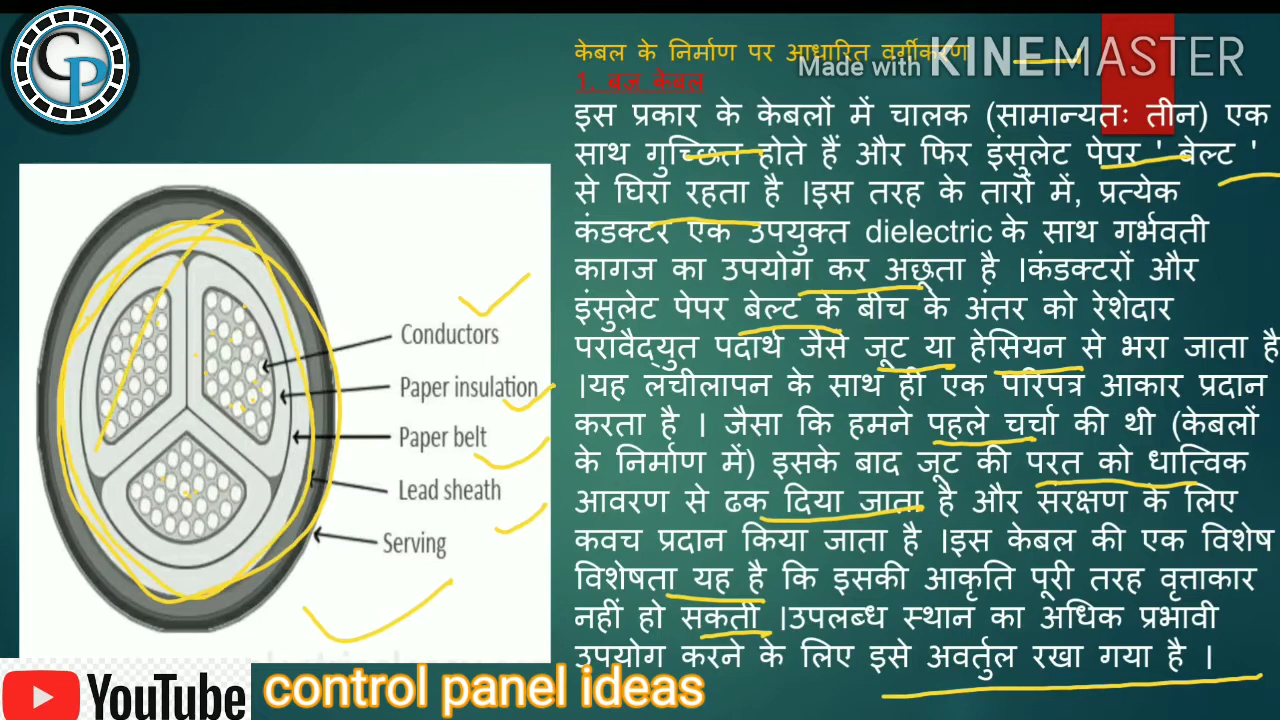 GP
केबल के निर्माण पर आधारित वर्गीकरण
Made with KINEMASTER
1. बज्र केबल
इस प्रकार के केबलों में चालक (सामान्यतः तीन) एक
साथ गुच्छित होते हैं और फिर इंसुलेट पेपर ' बेल्ट '
से घिरा रहता है ।इस तरह के तारों में, प्रत्येक
कंडक्टर एक उपयुक्त dielectric के साथ गर्भवती
कागज का उपयोग कर अछूता है ।कंडक्टरों और
इंसुलेट पेपर बेल्ट के बीच के अंतर को रेशेदार
परावैद्युत पदार्थ जैसे जूट या हेसियन से भरा जाता है
।यह लचीलापन के साथ ही एक परिपत्र आकार प्रदान
करता है । जैसा कि हमने पहले चर्चा की थी (केबलों
के निर्माण में) इसके बाद जूट की परत को धात्विक
आवरण से ढक दिया जाता है और संरक्षण के लिए
कवच प्रदान किया जाता है ।इस केबल की एक विशेष
विशेषता यह है कि इसकी आकृति पूरी तरह वृत्ताकार
नहीं हो सकती ।उपलब्ध स्थान का अधिक प्रभावी
उपयोग करने के लिए इसे अवर्तुल रखा गया है ।
Conductors
Paper insulation
Paper belt
Lead sheath
Serving
YouTube control panel ideas